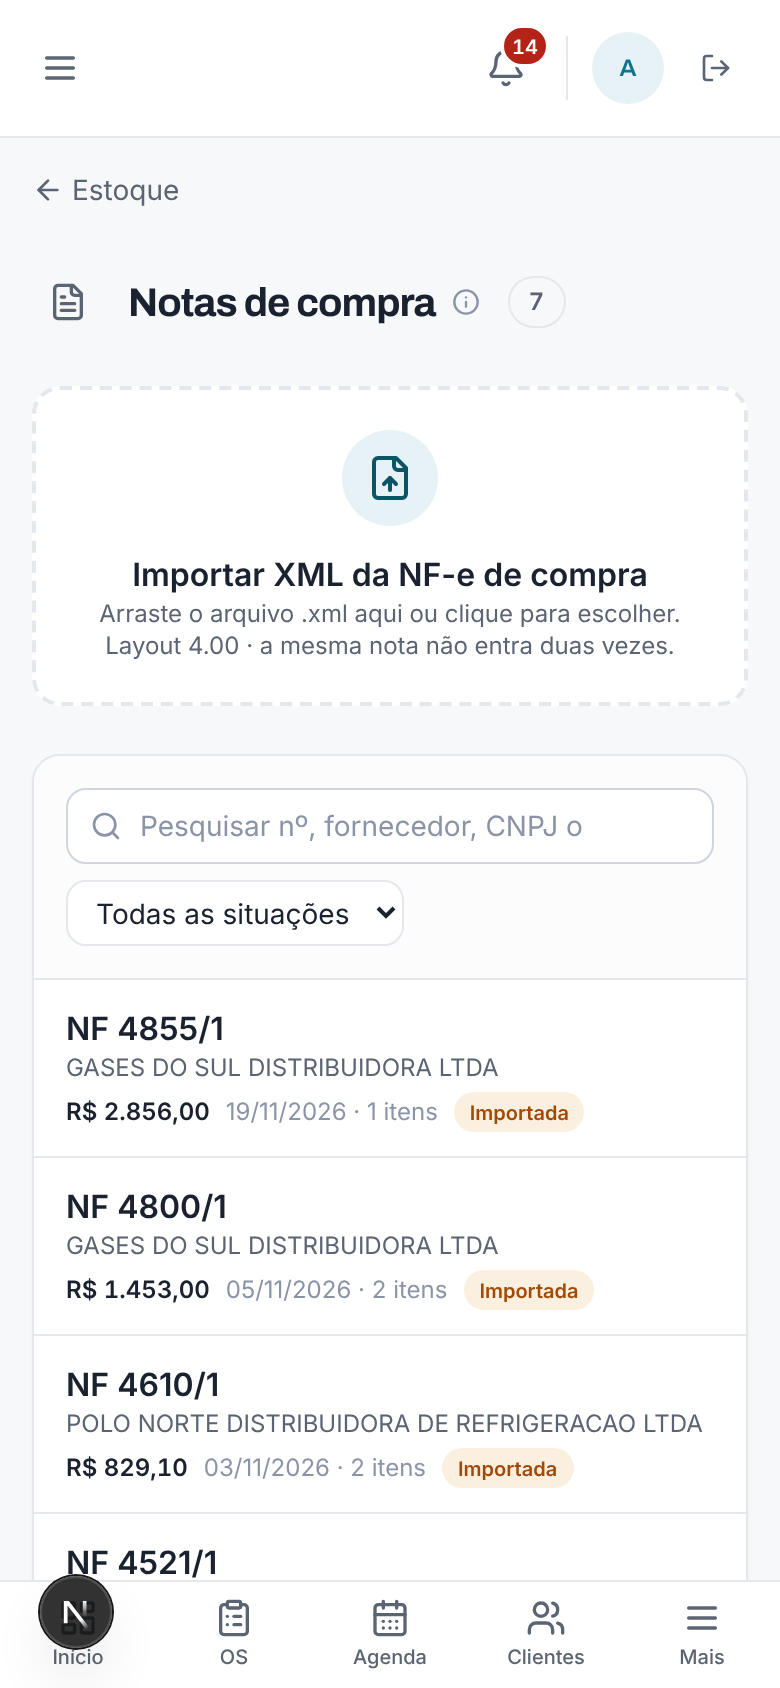 14
A
Estoque
Notas de compra
7
Importar XML da NF-e de compra
Arraste o arquivo .xml aqui ou clique para escolher.
Layout 4.00 · a mesma nota não entra duas vezes.
Pesquisar nº, fornecedor, CNPJ o
Todas as situações
NF 4855/1
GASES DO SUL DISTRIBUIDORA LTDA
R$ 2.856,00 19/11/2026 · 1 itens Importada
NF 4800/1
GASES DO SUL DISTRIBUIDORA LTDA
R$ 1.453,00 05/11/2026 · 2 itens Importada
NF 4610/1
POLO NORTE DISTRIBUIDORA DE REFRIGERACAO LTDA
R$ 829,10 03/11/2026 · 2 itens Importada
NF 4521/1
N
Início OS Agenda Clientes Mais